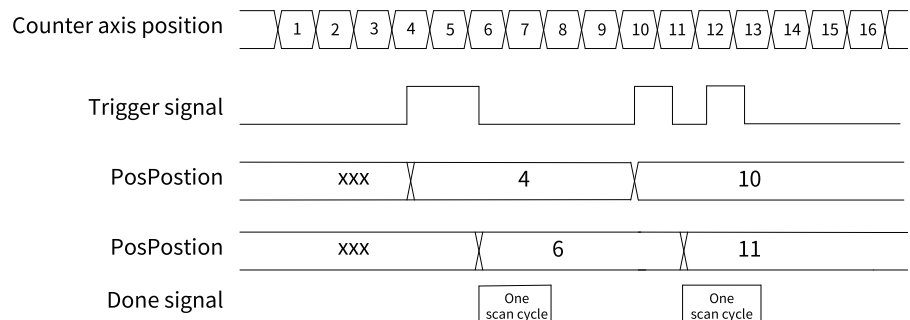 Counter axis position 1 2 3 4 5 6 7 8 9 10 11 12 13 14 15 16
Trigger signal
PosPostion xxx 4 10
PosPostion xxx 6 11
Done signal One One
scan cycle scan cycle